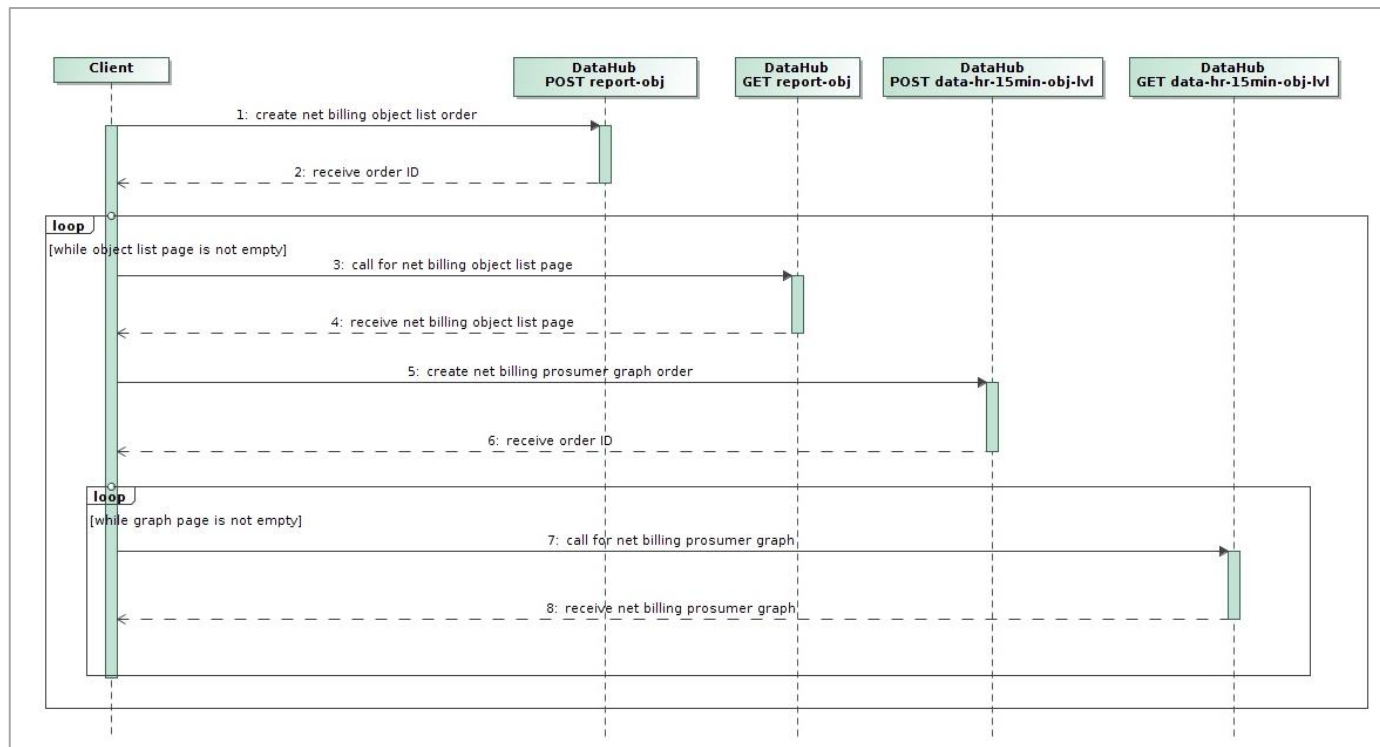 Client
DataHub
POST report-obj
DataHub
GET report-obj
DataHub
POST data-hr-15min-obj-lvl
DataHub
GET data-hr-15min-obj-lvl
1: create net billing object list order
2: receive order ID
loop
[while object list page is not empty]
3: call for net billing object list page
4: receive net billing object list page
5: create net billing prosumer graph order
6: receive order ID
loop
[while graph page is not empty]
7: call for net billing prosumer graph
8: receive net billing prosumer graph